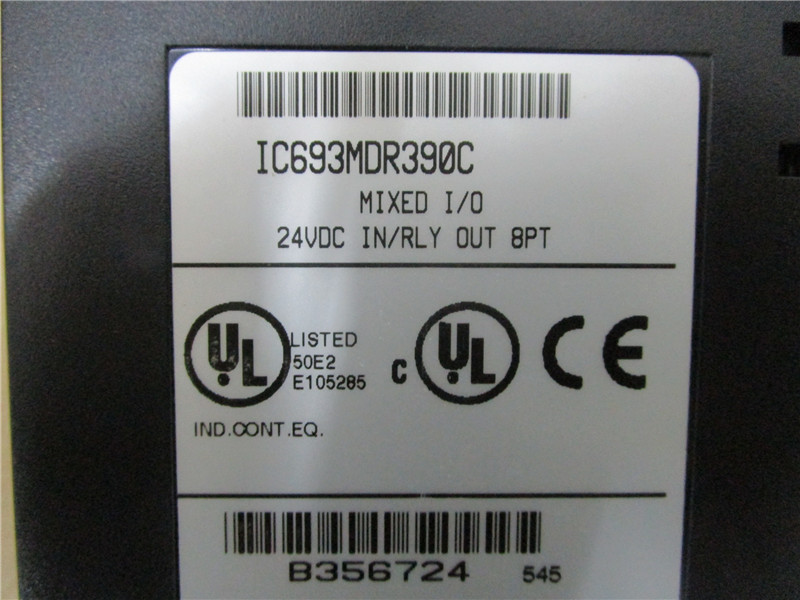 IC693MDR390C
MIXED I/O
24VDC IN/RLY OUT 8PT
UL LISTED
50E2
E105285
C UL CE
IND.CONT.EQ.
B356724 545